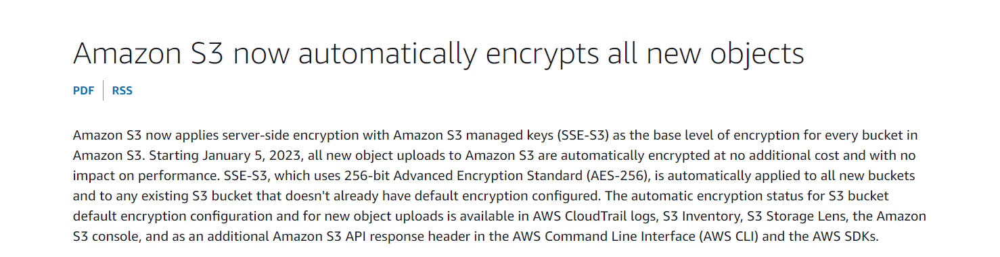 Amazon S3 now automatically encrypts all new objects
PDF | RSS
Amazon S3 now applies server-side encryption with Amazon S3 managed keys (SSE-S3) as the base level of encryption for every bucket in
Amazon S3. Starting January 5, 2023, all new object uploads to Amazon S3 are automatically encrypted at no additional cost and with no
impact on performance. SSE-S3, which uses 256-bit Advanced Encryption Standard (AES-256), is automatically applied to all new buckets
and to any existing S3 bucket that doesn't already have default encryption configured. The automatic encryption status for S3 bucket
default encryption configuration and for new object uploads is available in AWS CloudTrail logs, S3 Inventory, S3 Storage Lens, the Amazon
S3 console, and as an additional Amazon S3 API response header in the AWS Command Line Interface (AWS CLI) and the AWS SDKs.